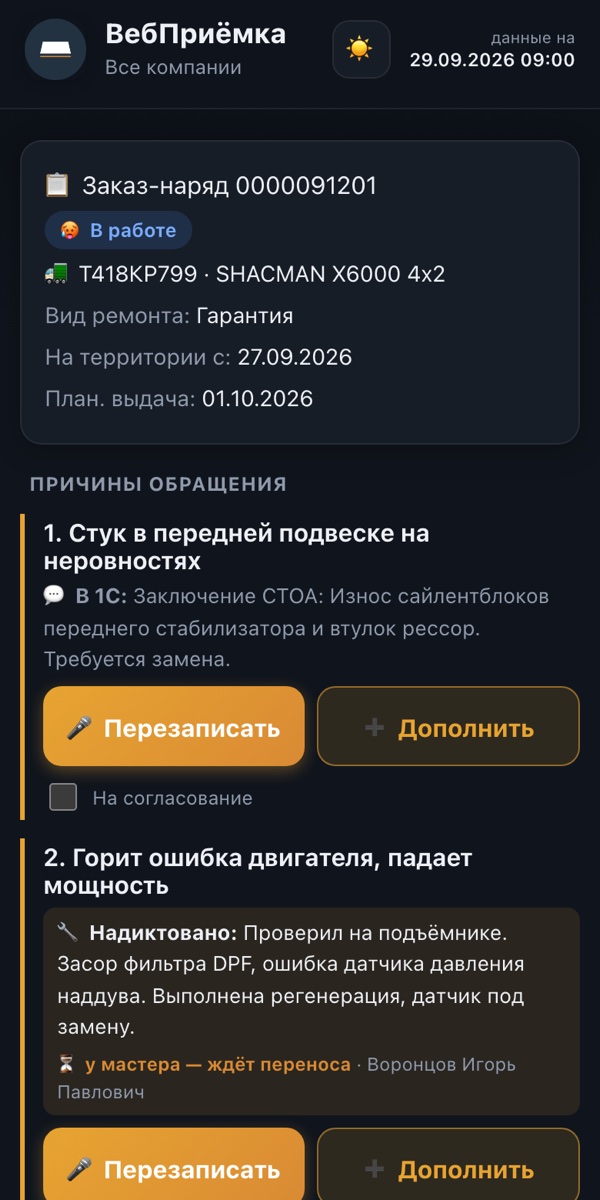 ВебПриёмка
Все компании
данные на
29.09.2026 09:00
Заказ-наряд 0000091201
В работе
Т418КР799 · SHACMAN X6000 4x2
Вид ремонта: Гарантия
На территории с: 27.09.2026
План. выдача: 01.10.2026
ПРИЧИНЫ ОБРАЩЕНИЯ
1. Стук в передней подвеске на
неровностях
В 1С: Заключение СТОА: Износ сайлентблоков
переднего стабилизатора и втулок рессор.
Требуется замена.
Перезаписать
Дополнить
На согласование
2. Горит ошибка двигателя, падает
мощность
Надиктовано: Проверил на подъёмнике.
Засор фильтра DPF, ошибка датчика давления
наддува. Выполнена регенерация, датчик под
замену.
у мастера — ждёт переноса · Воронцов Игорь
Павлович
Перезаписать
Дополнить